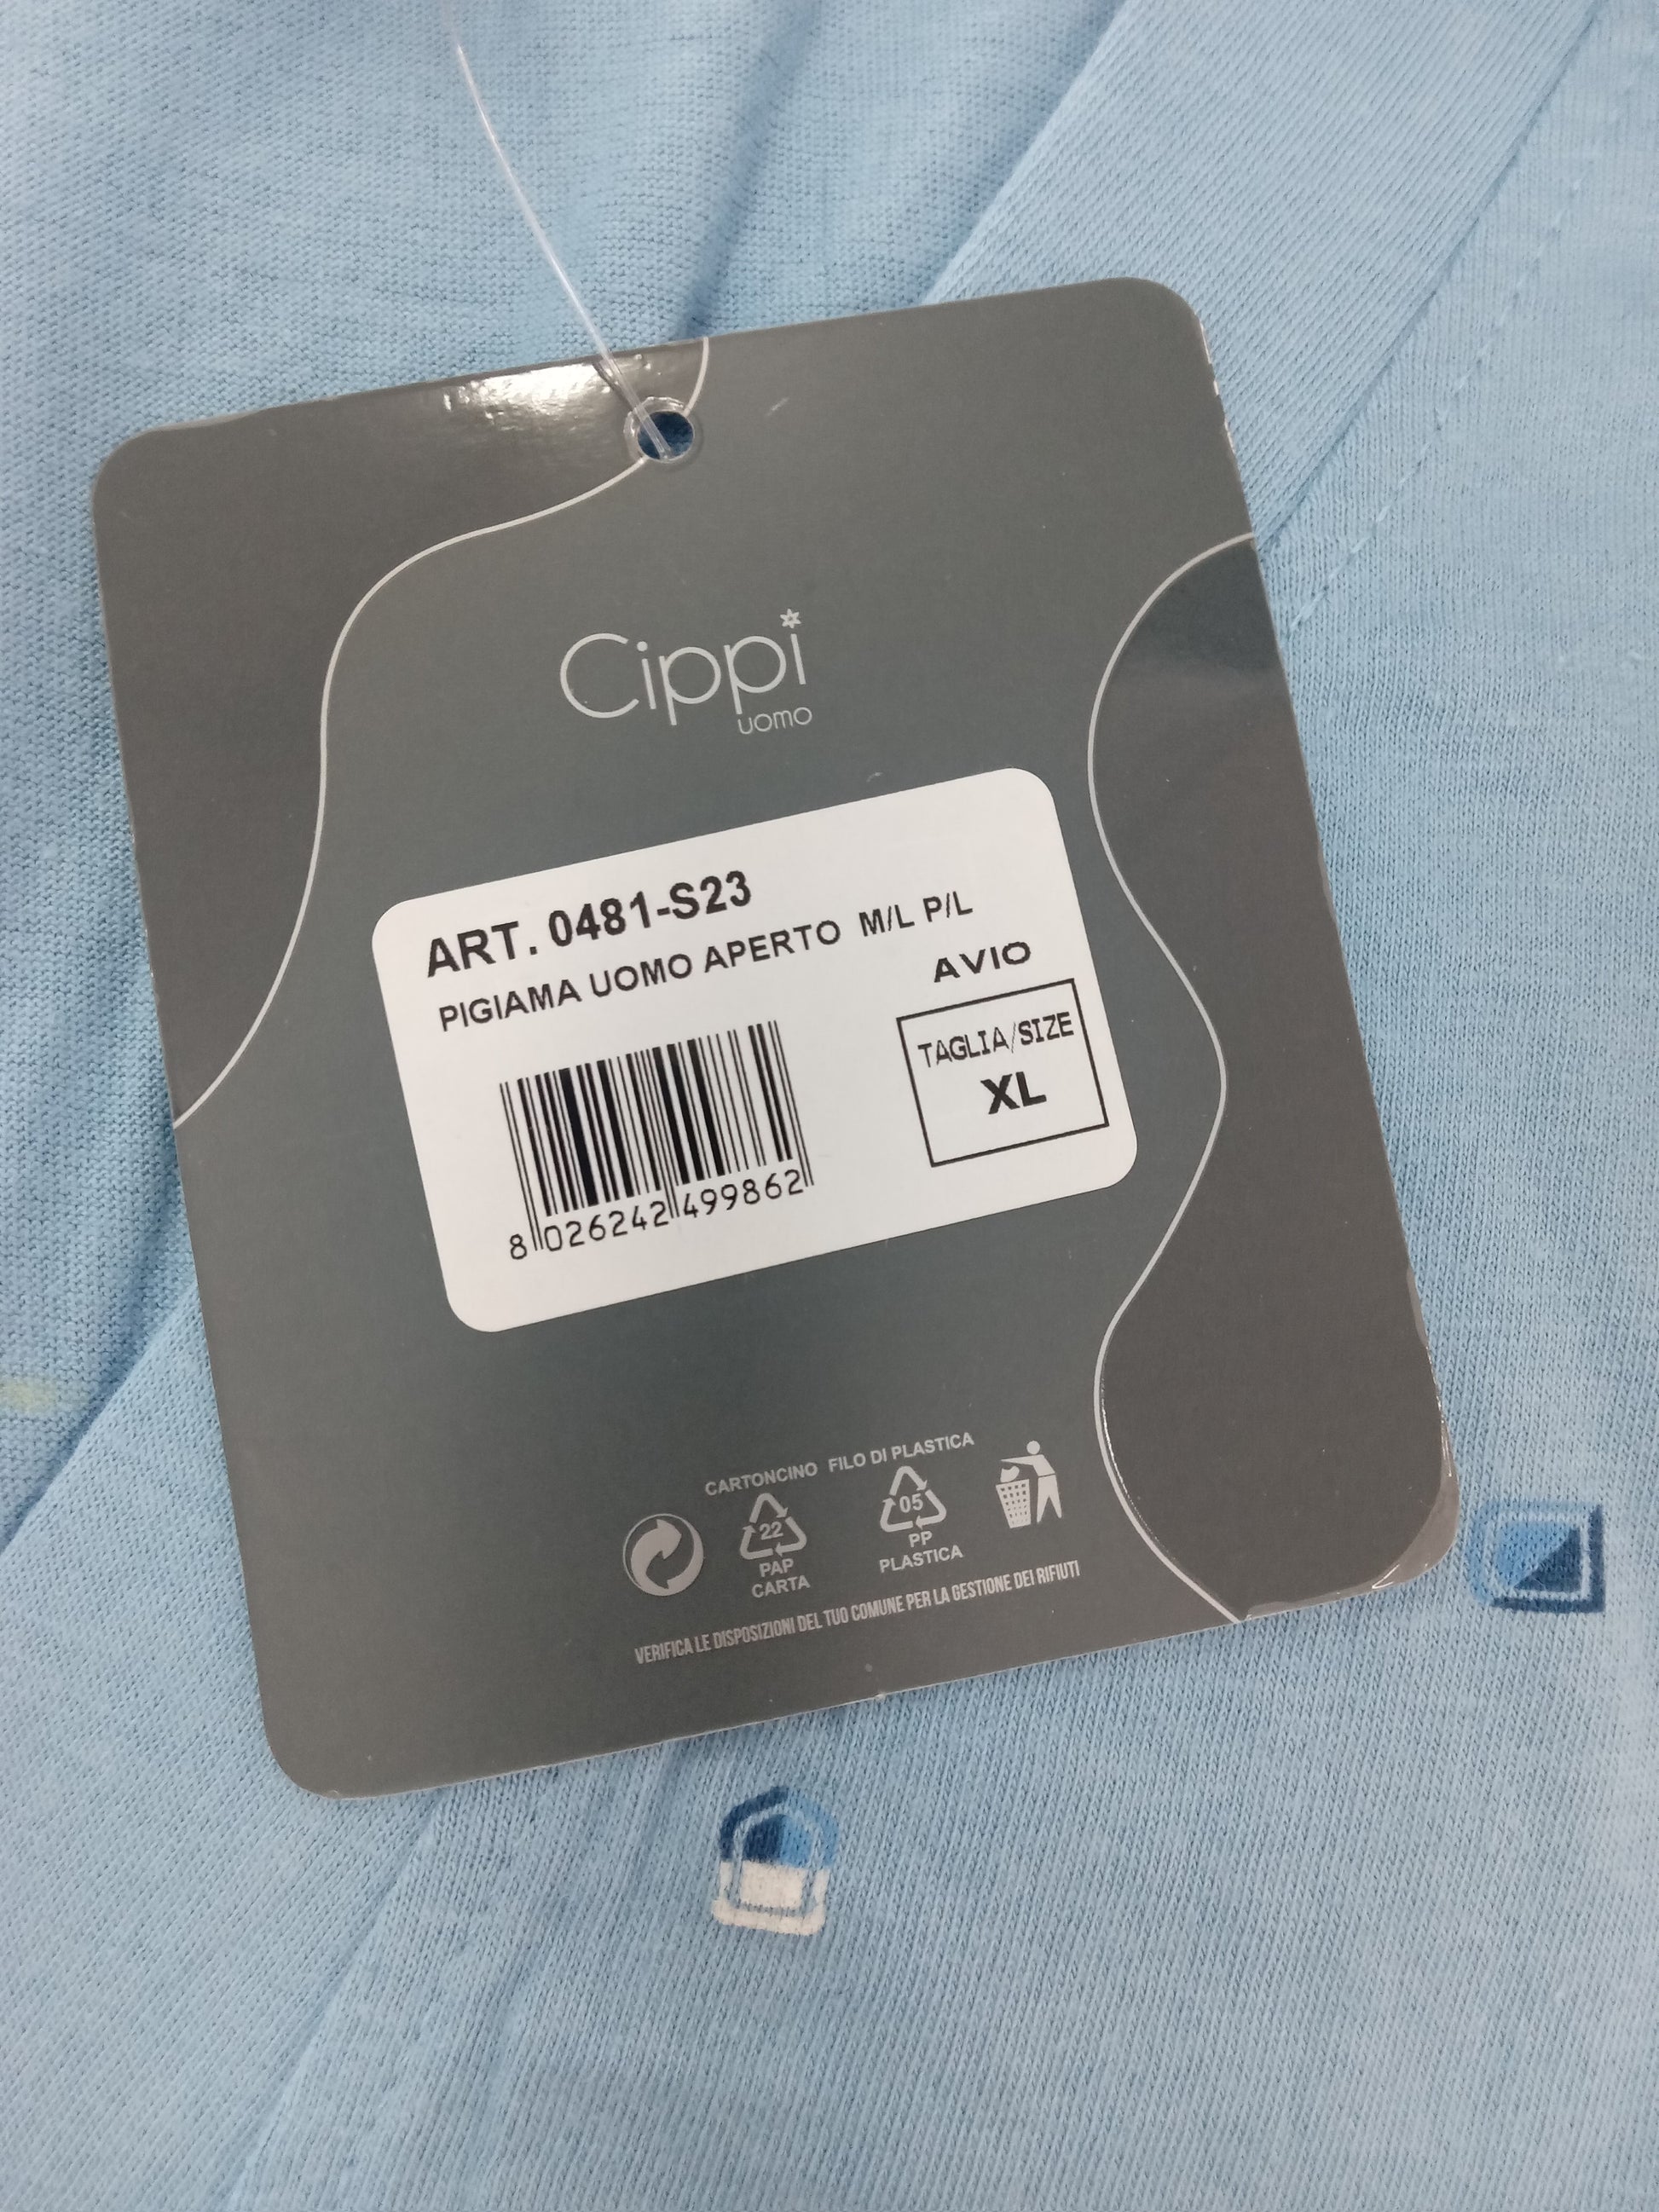 Cippi
uomo
ART. 0481-S23
PIGIAMA UOMO APERTO M/L P/L
AVIO
TAGLIA/SIZE
XL
8 026242 499862
CARTONCINO FILO DI PLASTICA
22 05
PAP PP
CARTA PLASTICA
VERIFICA LE DISPOSIZIONI DEL TUO COMUNE PER LA GESTIONE DEI RIFIUTI